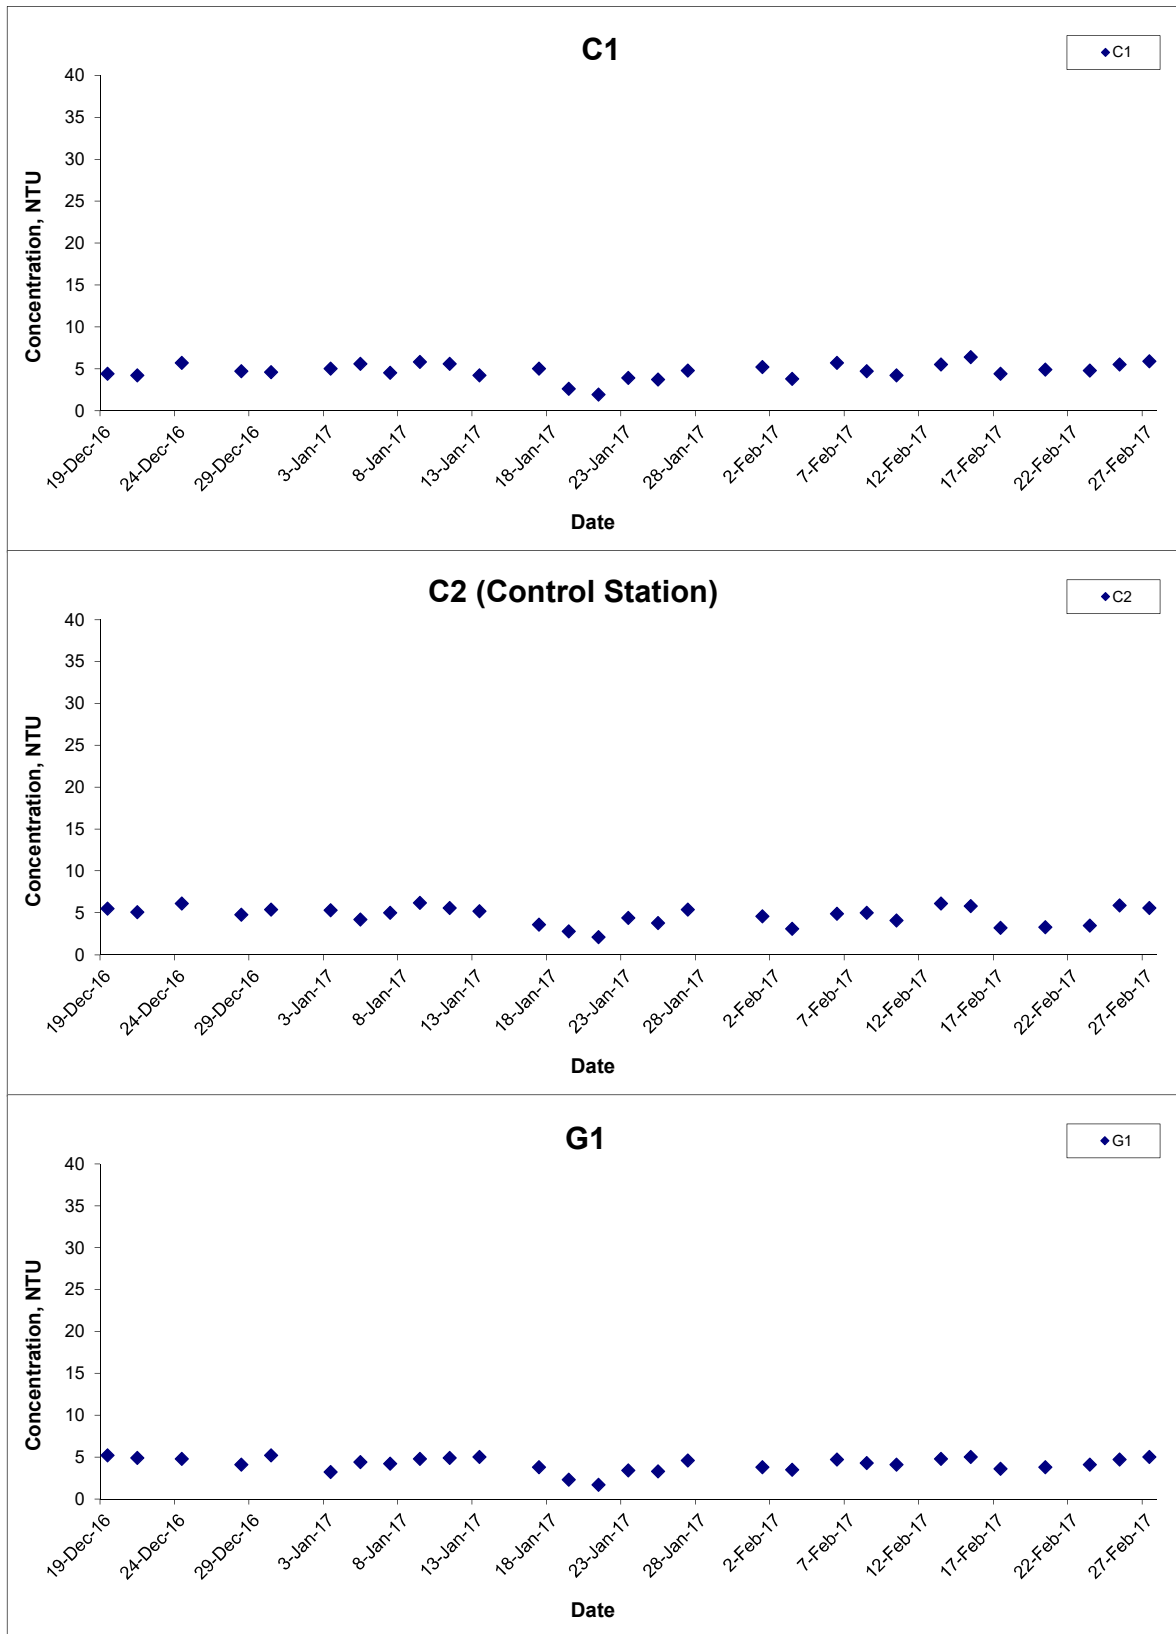 C1
C1
40
35
30
25
20
15
10
5
0
Concentration, NTU
19-Dec-16
24-Dec-16
29-Dec-16
3-Jan-17
8-Jan-17
13-Jan-17
18-Jan-17
23-Jan-17
28-Jan-17
2-Feb-17
7-Feb-17
12-Feb-17
17-Feb-17
22-Feb-17
27-Feb-17
Date
C2 (Control Station)
C2
40
35
30
25
20
15
10
5
0
Concentration, NTU
19-Dec-16
24-Dec-16
29-Dec-16
3-Jan-17
8-Jan-17
13-Jan-17
18-Jan-17
23-Jan-17
28-Jan-17
2-Feb-17
7-Feb-17
12-Feb-17
17-Feb-17
22-Feb-17
27-Feb-17
Date
G1
G1
40
35
30
25
20
15
10
5
0
Concentration, NTU
19-Dec-16
24-Dec-16
29-Dec-16
3-Jan-17
8-Jan-17
13-Jan-17
18-Jan-17
23-Jan-17
28-Jan-17
2-Feb-17
7-Feb-17
12-Feb-17
17-Feb-17
22-Feb-17
27-Feb-17
Date